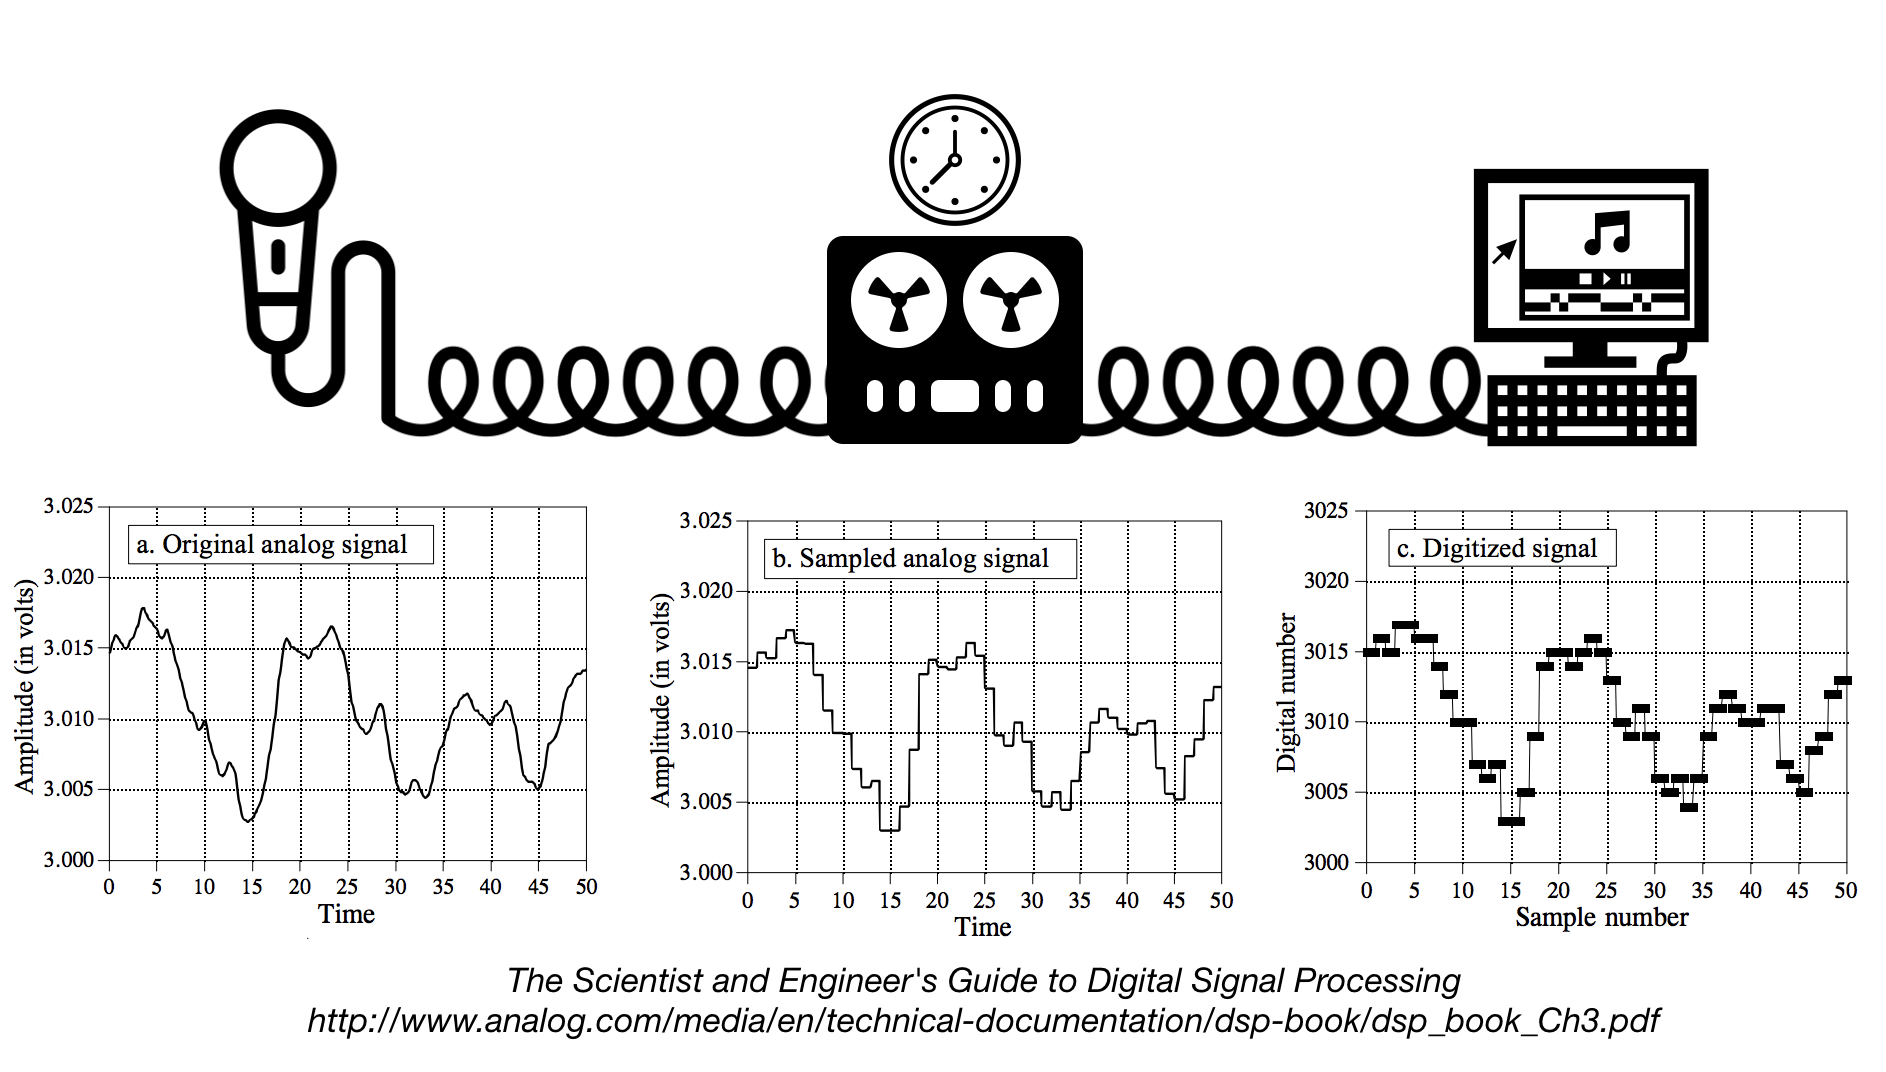 3.025
3.020
3.015
3.010
3.005
3.000
Amplitude (in volts)
a. Original analog signal
0 5 10 15 20 25 30 35 40 45 50
Time
3.025
3.020
3.015
3.010
3.005
3.000
Amplitude (in volts)
b. Sampled analog signal
0 5 10 15 20 25 30 35 40 45 50
Time
3025
3020
3015
3010
3005
3000
Digital number
c. Digitized signal
0 5 10 15 20 25 30 35 40 45 50
Sample number
The Scientist and Engineer's Guide to Digital Signal Processing
http://www.analog.com/media/en/technical-documentation/dsp-book/dsp_book_Ch3.pdf